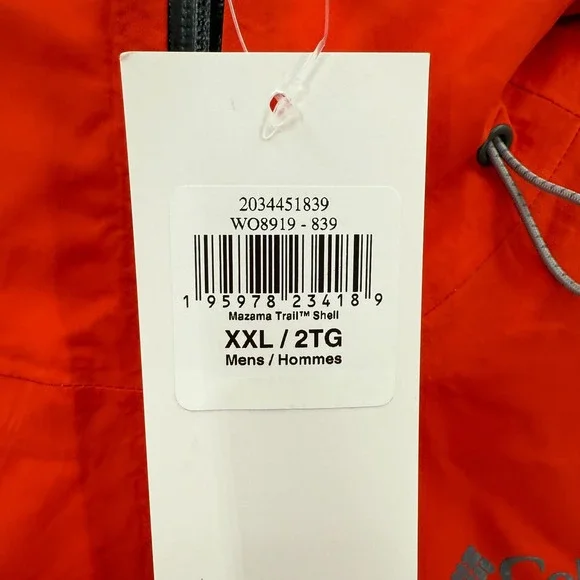 2034451839
WO8919 - 839
1 95978 23418 9
Mazama Trail™ Shell
XXL / 2TG
Mens / Hommes